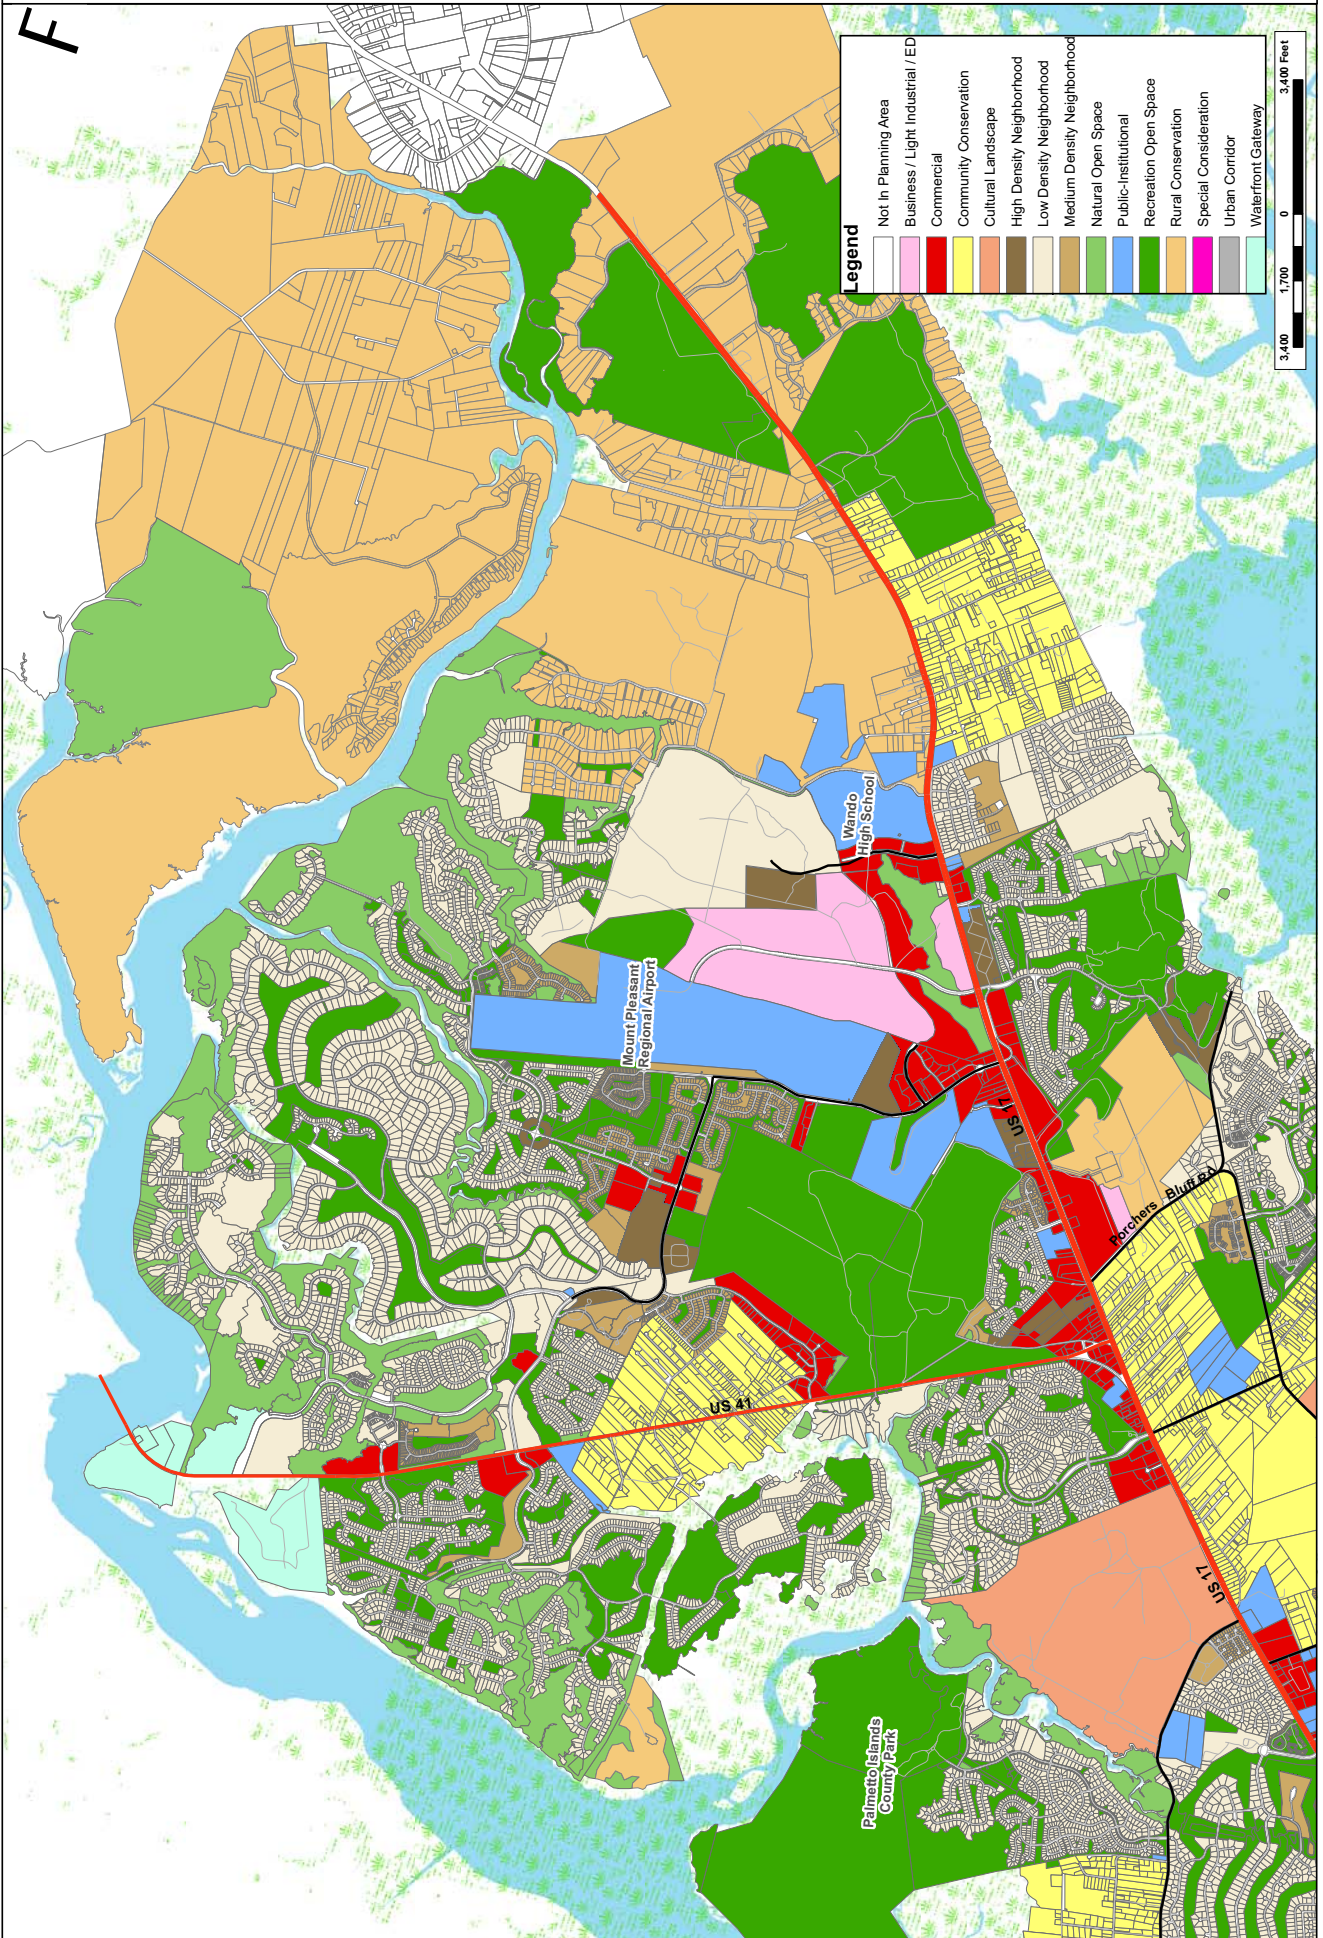 F
Legend
Not In Planning Area
Business / Light Industrial / ED
Commercial
Community Conservation
Cultural Landscape
High Density Neighborhood
Low Density Neighborhood
Medium Density Neighborhood
Natural Open Space
Public-Institutional
Recreation Open Space
Rural Conservation
Special Consideration
Urban Corridor
Waterfront Gateway
3,400 1,700 0 3,400 Feet
Wando
High School
Mount Pleasant
Regional Airport
US 17
Porchers Bluff Rd
US 41
US 17
Palmetto Islands
County Park